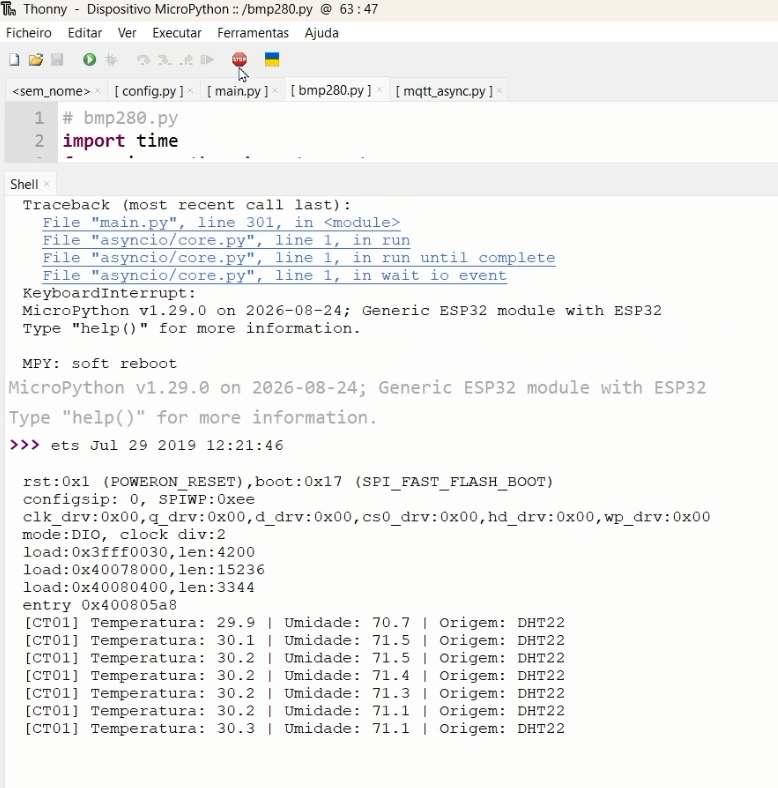 Thonny - Dispositivo MicroPython :: /bmp280.py @ 63 : 47
Ficheiro Editar Ver Executar Ferramentas Ajuda
STOP
<sem_nome> × [ config.py ] × [ main.py ] × [ bmp280.py ] × [ mqtt_async.py ] ×
1 # bmp280.py
2 import time
Shell ×
Traceback (most recent call last):
File "main.py", line 301, in <module>
File "asyncio/core.py", line 1, in run
File "asyncio/core.py", line 1, in run until complete
File "asyncio/core.py", line 1, in wait io event
KeyboardInterrupt:
MicroPython v1.29.0 on 2026-08-24; Generic ESP32 module with ESP32
Type "help()" for more information.
MPY: soft reboot
MicroPython v1.29.0 on 2026-08-24; Generic ESP32 module with ESP32
Type "help()" for more information.
>>> ets Jul 29 2019 12:21:46
rst:0x1 (POWERON_RESET),boot:0x17 (SPI_FAST_FLASH_BOOT)
configsip: 0, SPIWP:0xee
clk_drv:0x00,q_drv:0x00,d_drv:0x00,cs0_drv:0x00,hd_drv:0x00,wp_drv:0x00
mode:DIO, clock div:2
load:0x3fff0030,len:4200
load:0x40078000,len:15236
load:0x40080400,len:3344
entry 0x400805a8
[CT01] Temperatura: 29.9 | Umidade: 70.7 | Origem: DHT22
[CT01] Temperatura: 30.1 | Umidade: 71.5 | Origem: DHT22
[CT01] Temperatura: 30.2 | Umidade: 71.5 | Origem: DHT22
[CT01] Temperatura: 30.2 | Umidade: 71.4 | Origem: DHT22
[CT01] Temperatura: 30.2 | Umidade: 71.3 | Origem: DHT22
[CT01] Temperatura: 30.2 | Umidade: 71.1 | Origem: DHT22
[CT01] Temperatura: 30.3 | Umidade: 71.1 | Origem: DHT22